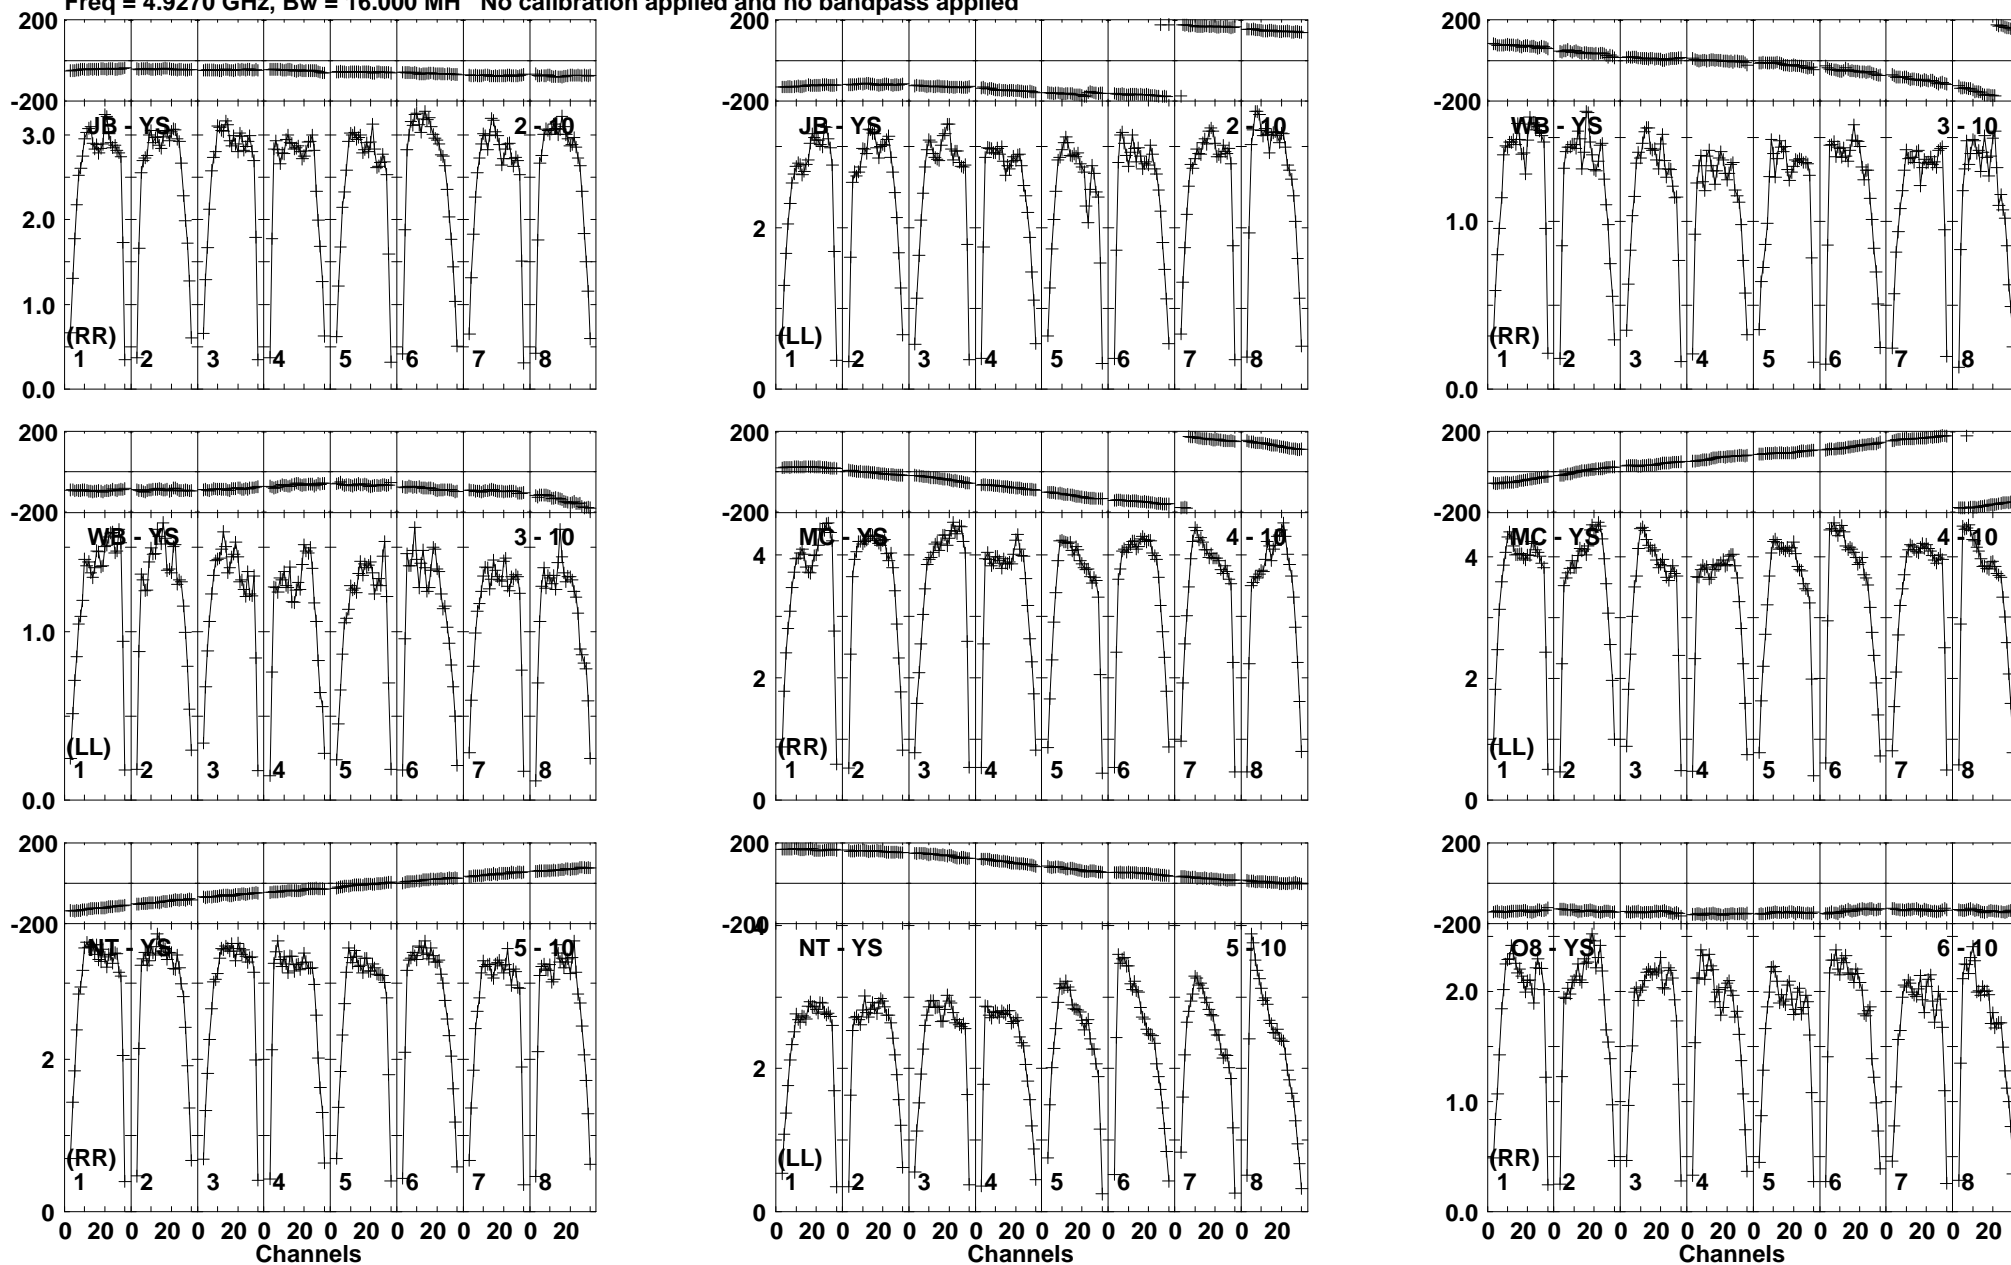 Freq = 4.9270 GHz, Bw = 16.000 MH No calibration applied and no bandpass applied
200 200 200
-200 -200 -200
JB - YS 2 - 10 JB - YS 2 - 10 WB - YS 3 - 10
3.0
2.0 2 1.0
1.0
(RR) (LL) (RR)
1 2 3 4 5 6 7 8 1 2 3 4 5 6 7 8 1 2 3 4 5 6 7 8
0.0 0 0.0
200 200 200
-200 -200 -200
WB - YS 3 - 10 MC - YS 4 - 10 MC - YS 4 - 10
4 4
1.0 2 2
(LL) (RR) (LL)
1 2 3 4 5 6 7 8 1 2 3 4 5 6 7 8 1 2 3 4 5 6 7 8
0.0 0 0
200 200 200
-200 -200 4 -200
NT - YS 5 - 10 NT - YS 5 - 10 O8 - YS 6 - 10
2.0
2 2 1.0
(RR) (LL) (RR)
1 2 3 4 5 6 7 8 1 2 3 4 5 6 7 8 1 2 3 4 5 6 7 8
0 0 0.0
0 20 0 20 0 20 0 20 0 20 0 20 0 20 0 20 0 20 0 20 0 20 0 20 0 20 0 20 0 20 0 20 0 20 0 20 0 20 0 20 0 20 0 20 0 20 0 20
Channels Channels Channels